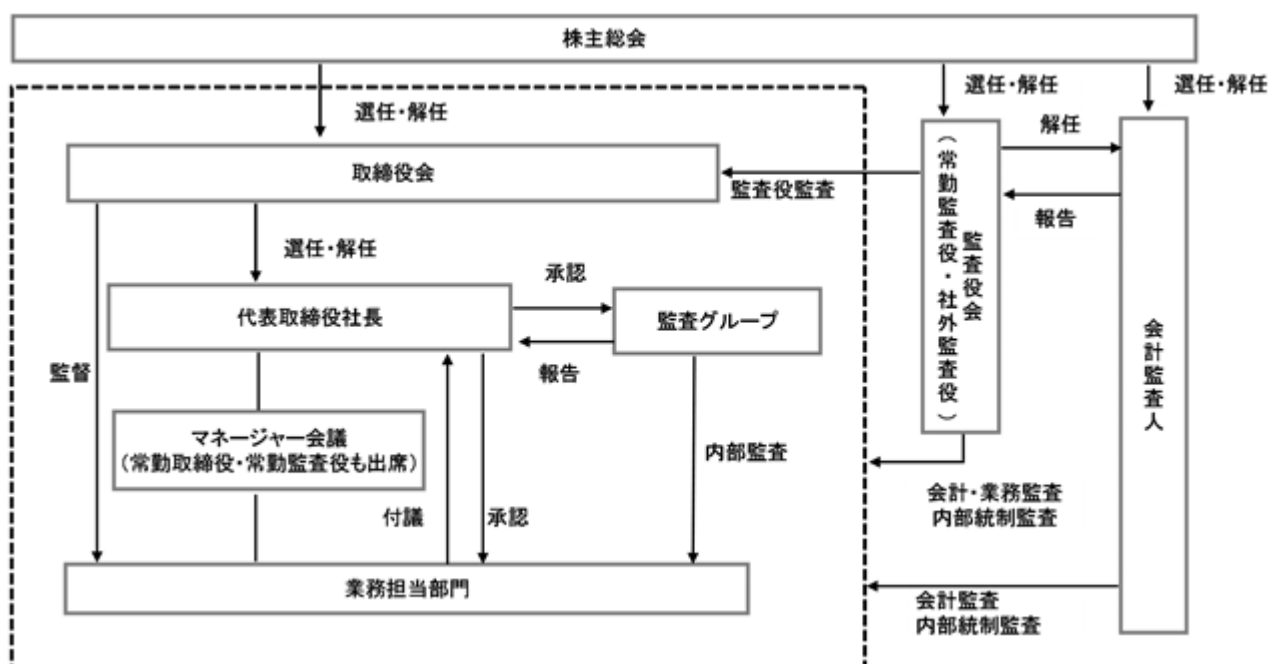 株主総会
選任・解任
選任・解任
選任・解任
取締役会
監査役監査
解任
報告
監査役会
(常勤監査役・社外監査役)
会計監査人
選任・解任
代表取締役社長
承認
監査グループ
報告
監督
マネージャー会議
(常勤取締役・常勤監査役も出席)
内部監査
付議
承認
会計・業務監査
内部統制監査
業務担当部門
会計監査
内部統制監査